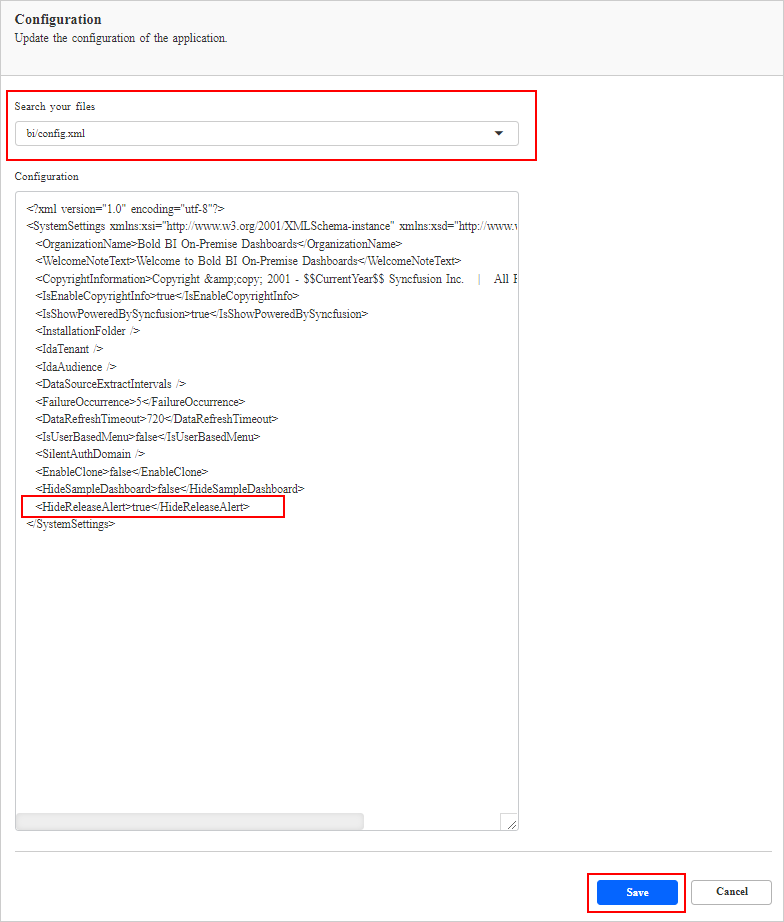 Configuration
Update the configuration of the application.
Search your files
bi/config.xml
Configuration
<?xml version="1.0" encoding="utf-8"?>
<SystemSettings xmlns:xsi="http://www.w3.org/2001/XMLSchema-instance" xmlns:xsd="http://www.
<OrganizationName>Bold BI On-Premise Dashboards</OrganizationName>
<WelcomeNoteText>Welcome to Bold BI On-Premise Dashboards</WelcomeNoteText>
<CopyrightInformation>Copyright &amp;copy; 2001 - $$CurrentYear$$ Syncfusion Inc. | All
<IsEnableCopyrightInfo>true</IsEnableCopyrightInfo>
<IsShowPoweredBySyncfusion>true</IsShowPoweredBySyncfusion>
<InstallationFolder />
<IdaTenant />
<IdaAudience />
<DataSourceExtractIntervals />
<FailureOccurrence>5</FailureOccurrence>
<DataRefreshTimeout>720</DataRefreshTimeout>
<IsUserBasedMenu>false</IsUserBasedMenu>
<SilentAuthDomain />
<EnableClone>false</EnableClone>
<HideSampleDashboard>false</HideSampleDashboard>
<HideReleaseAlert>true</HideReleaseAlert>
</SystemSettings>
Save
Cancel